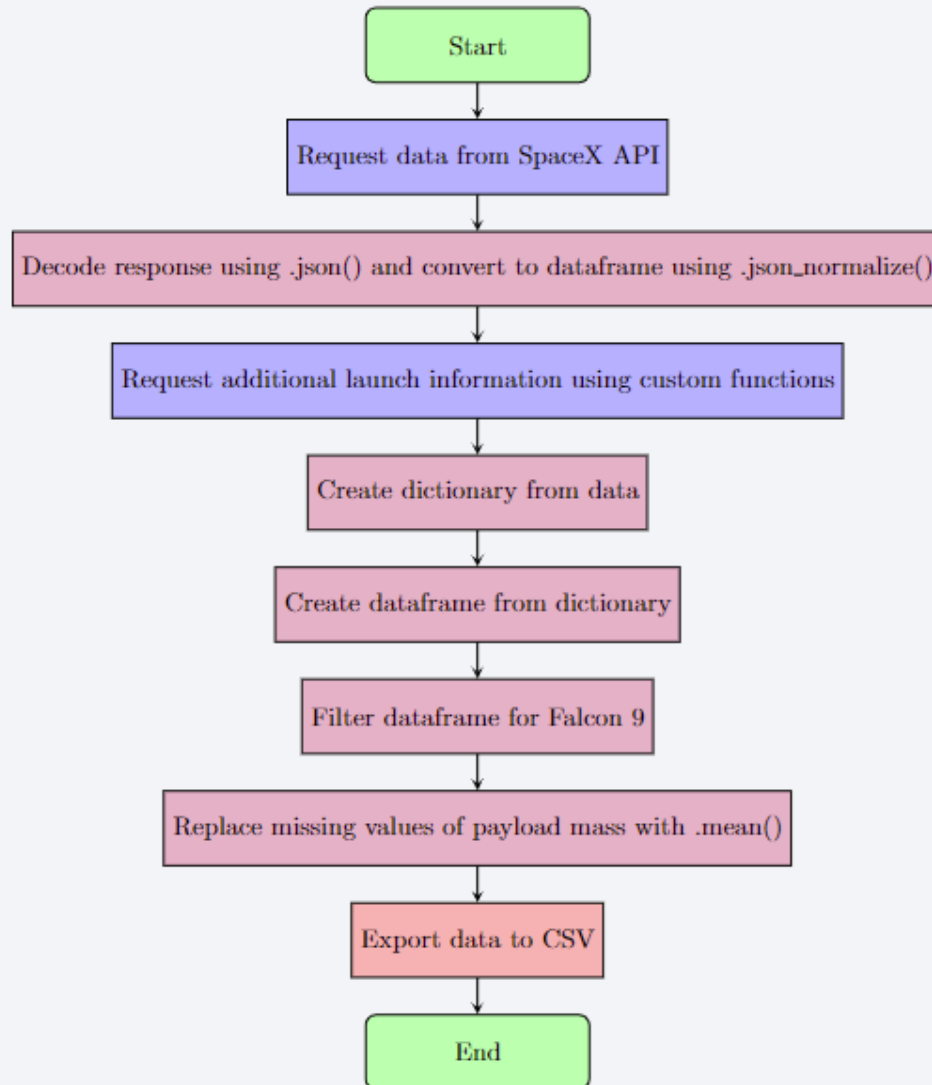 Start
Request data from SpaceX API
Decode response using .json() and convert to dataframe using .json_normalize()
Request additional launch information using custom functions
Create dictionary from data
Create dataframe from dictionary
Filter dataframe for Falcon 9
Replace missing values of payload mass with .mean()
Export data to CSV
End